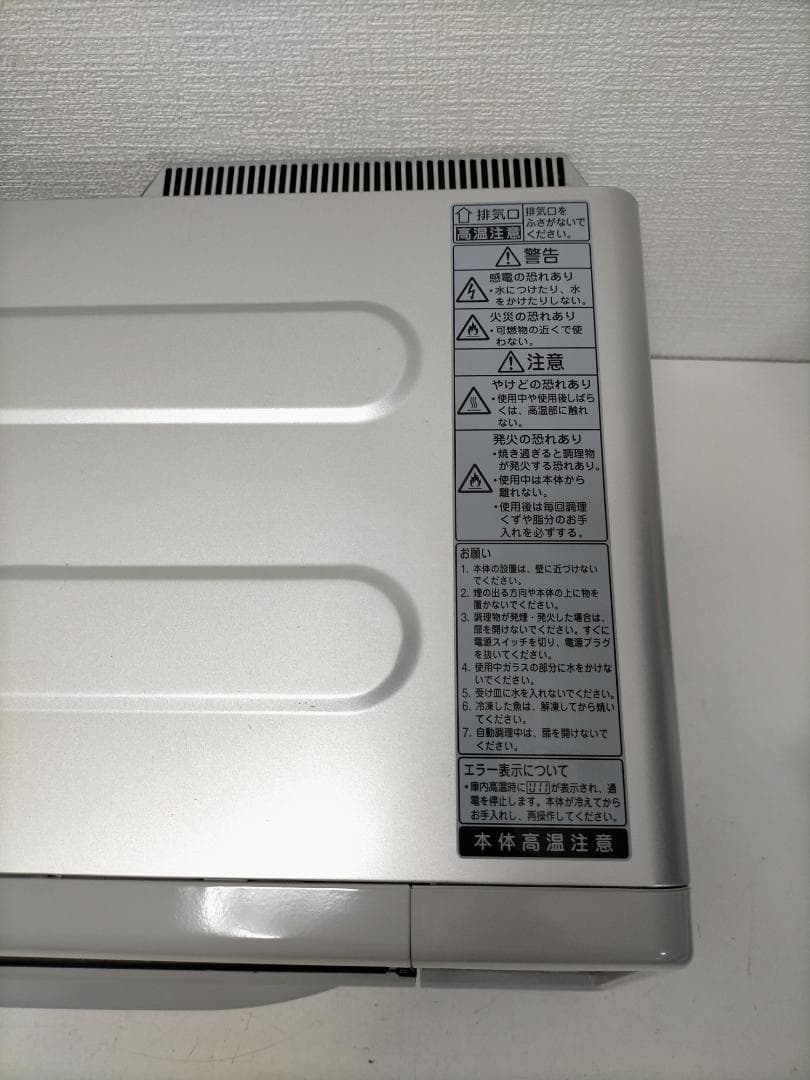 排気口
高温注意
排気口を
ふさがないで
ください。
警告
感電の恐れあり
・水につけたり、水
をかけたりしない。
火災の恐れあり
・可燃物の近くで使
わない。
注意
やけどの恐れあり
・使用中や使用後しばら
くは、高温部に触れ
ない。
発火の恐れあり
・焼き過ぎると調理物
が発火する恐れあり。
・使用中は本体から
離れない。
・使用後は毎回調理
くずや脂分のお手
入れを必ずする。
お願い
1. 本体の設置は、壁に近づけない
でください。
2. 煙の出る方向や本体の上に物を
置かないでください。
3. 調理物が発煙・発火した場合は、
扉を開けないでください。すぐに
電源スイッチを切り、電源プラグ
を抜いてください。
4. 使用中ガラスの部分に水をかけな
いでください。
5. 受け皿に水を入れないでください。
6. 冷凍した魚は、解凍してから焼い
てください。
7. 自動調理中は、扉を開けないで
ください。
エラー表示について
・庫内高温時にU11が表示され、通
電を停止します。本体が冷えてから
お手入れし、再操作してください。
本体高温注意